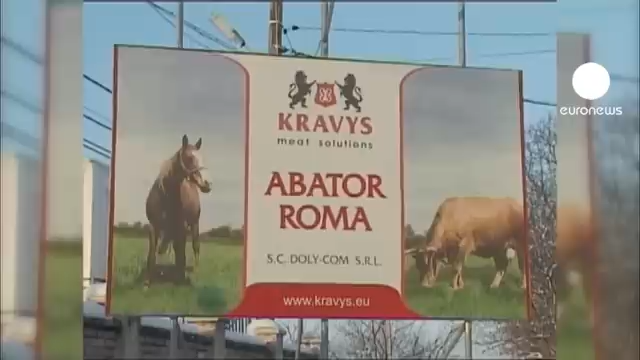 KRAVYS
meat solutions
ABATOR
ROMA
S.C. DOLY-COM S.R.L.
www.kravys.eu
euronews